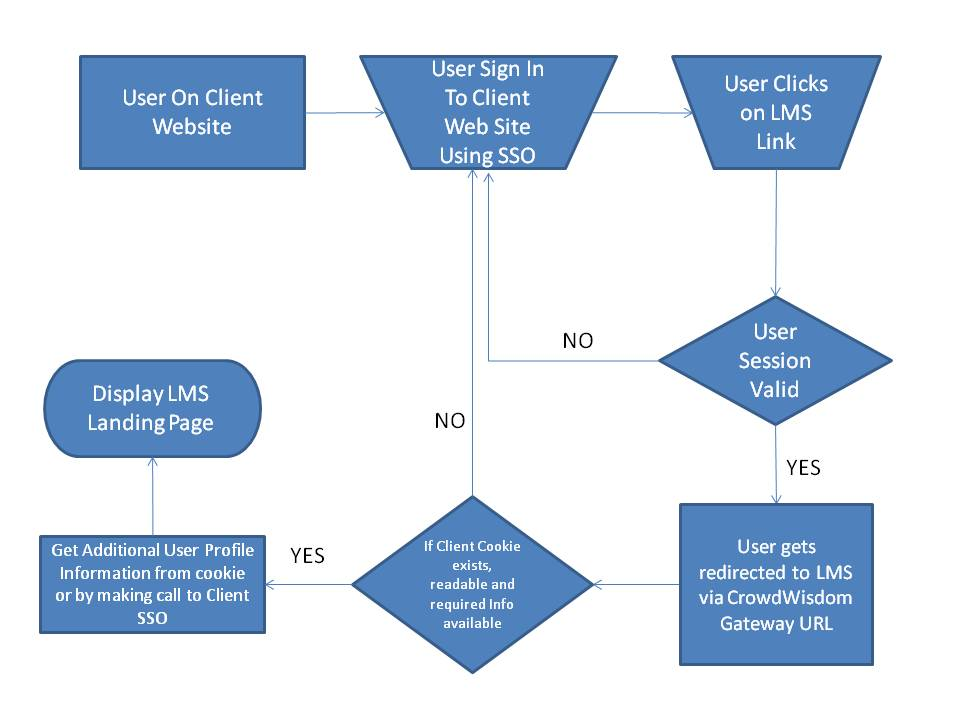 User On Client
Website
User Sign In
To Client
Web Site
Using SSO
User Clicks
on LMS
Link
User
Session
Valid
NO
YES
User gets
redirected to LMS
via CrowdWisdom
Gateway URL
If Client Cookie
exists,
readable and
required Info
available
NO
YES
Get Additional User Profile
Information from cookie
or by making call to Client
SSO
Display LMS
Landing Page